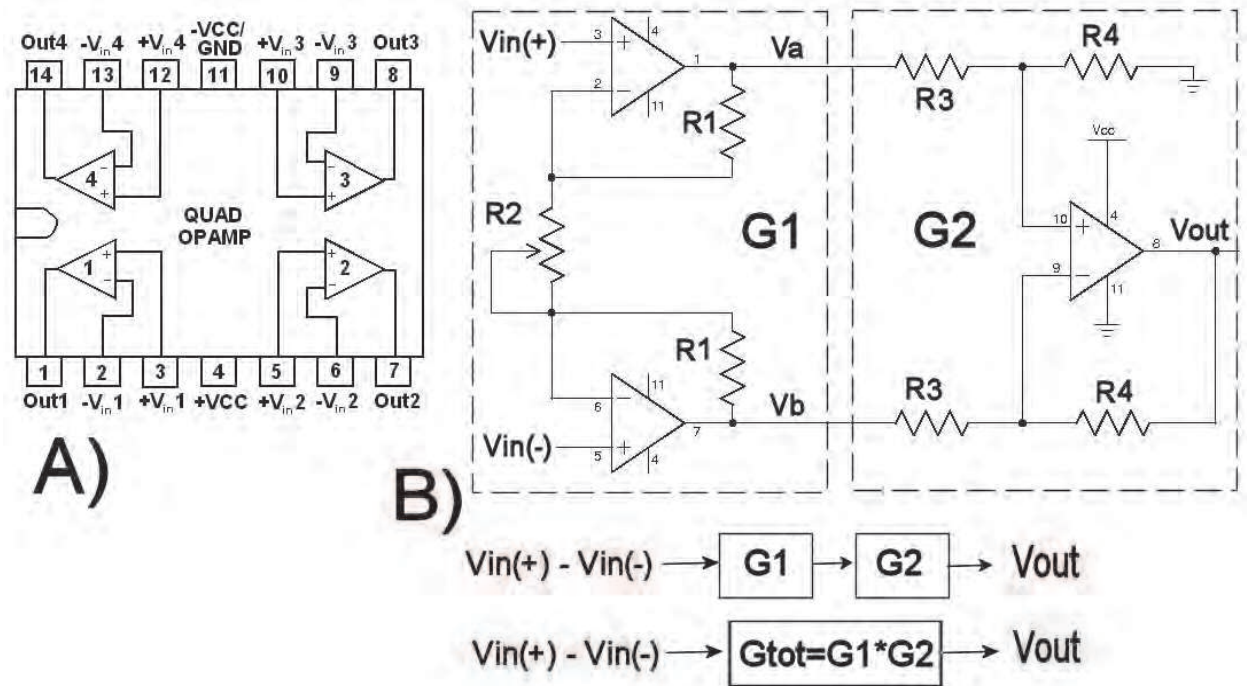 Out4 -Vin4 +Vin4 -VCC/GND +Vin3 -Vin3 Out3
14 13 12 11 10 9 8
- + 4
- + 3
QUAD
OPAMP
+ - 1
+ - 2
1 2 3 4 5 6 7
Out1 -Vin1 +Vin1 +VCC +Vin2 -Vin2 Out2
A)
Vin(+) 3 + 4 1 Va
2 - 11
R1
R2
G1
R1
6 - 11 7 Vb
Vin(-) 5 + 4
R3 R4
Vcc
G2
10 + 4 8 Vout
9 - 11
R3 R4
B)
Vin(+) - Vin(-) G1 G2 Vout
Vin(+) - Vin(-) Gtot=G1*G2 Vout